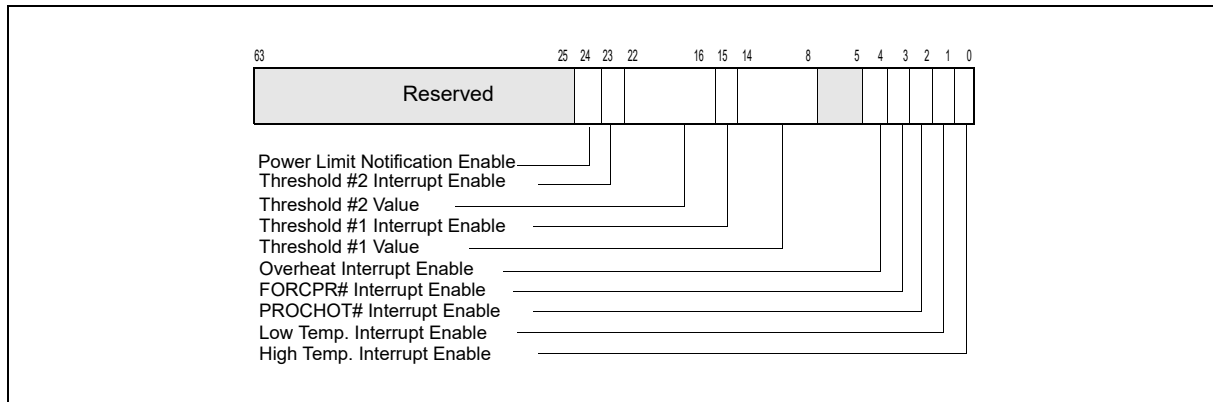 63 25 24 23 22 16 15 14 8 5 4 3 2 1 0
Reserved
Power Limit Notification Enable
Threshold #2 Interrupt Enable
Threshold #2 Value
Threshold #1 Interrupt Enable
Threshold #1 Value
Overheat Interrupt Enable
FORCPR# Interrupt Enable
PROCHOT# Interrupt Enable
Low Temp. Interrupt Enable
High Temp. Interrupt Enable